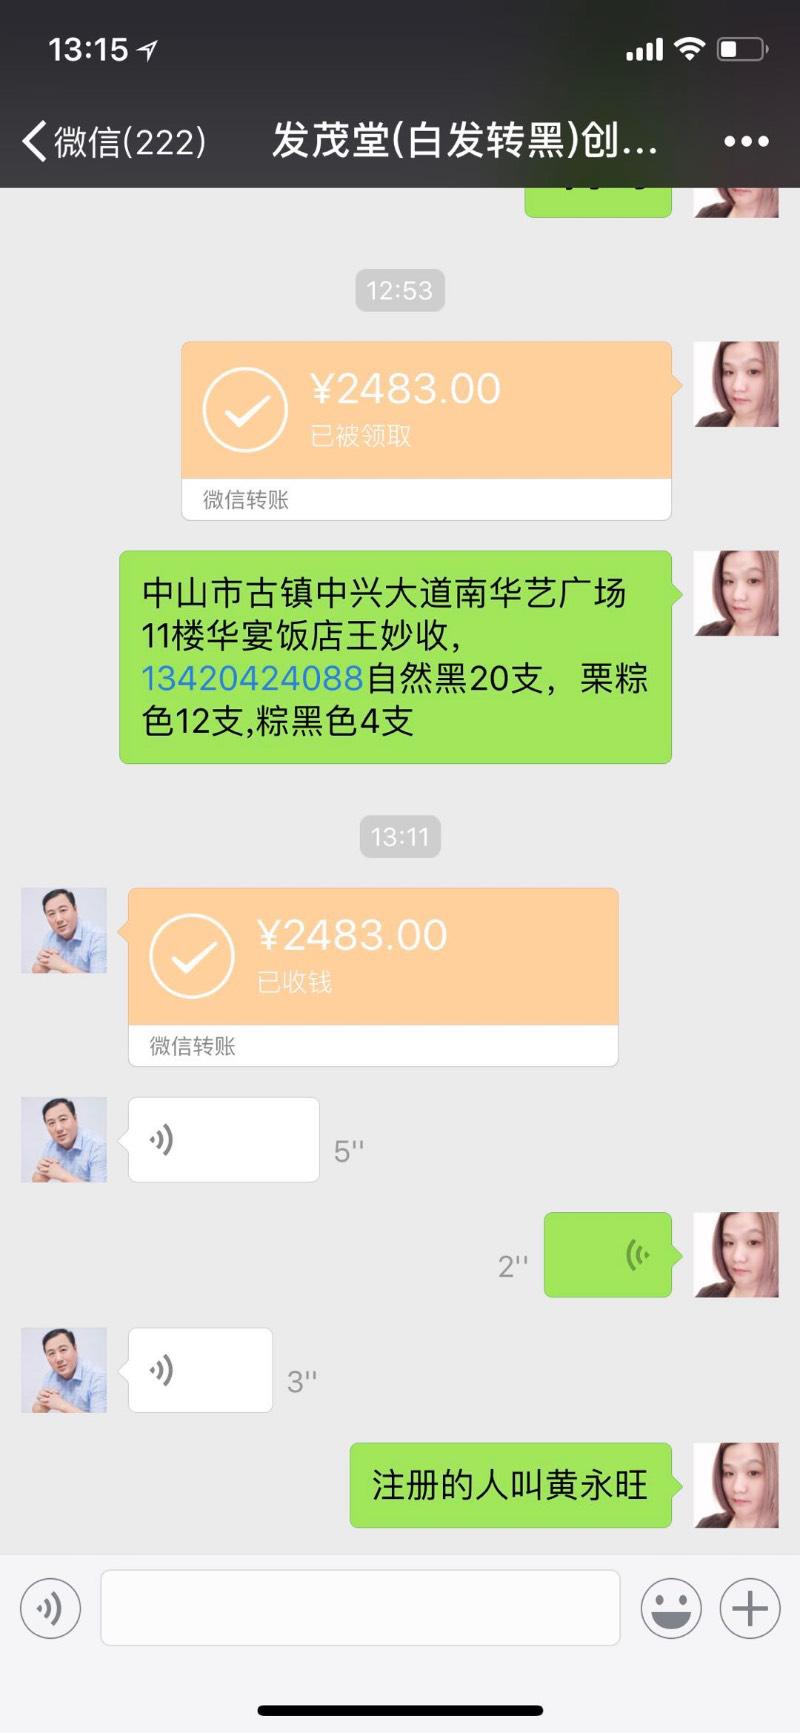 13:15
微信(222)
发茂堂(白发转黑)创...
12:53
¥2483.00
已被领取
微信转账
中山市古镇中兴大道南华艺广场
11楼华宴饭店王妙收，
13420424088自然黑20支，栗粽
色12支,粽黑色4支
13:11
¥2483.00
已收钱
微信转账
5''
2''
3''
注册的人叫黄永旺